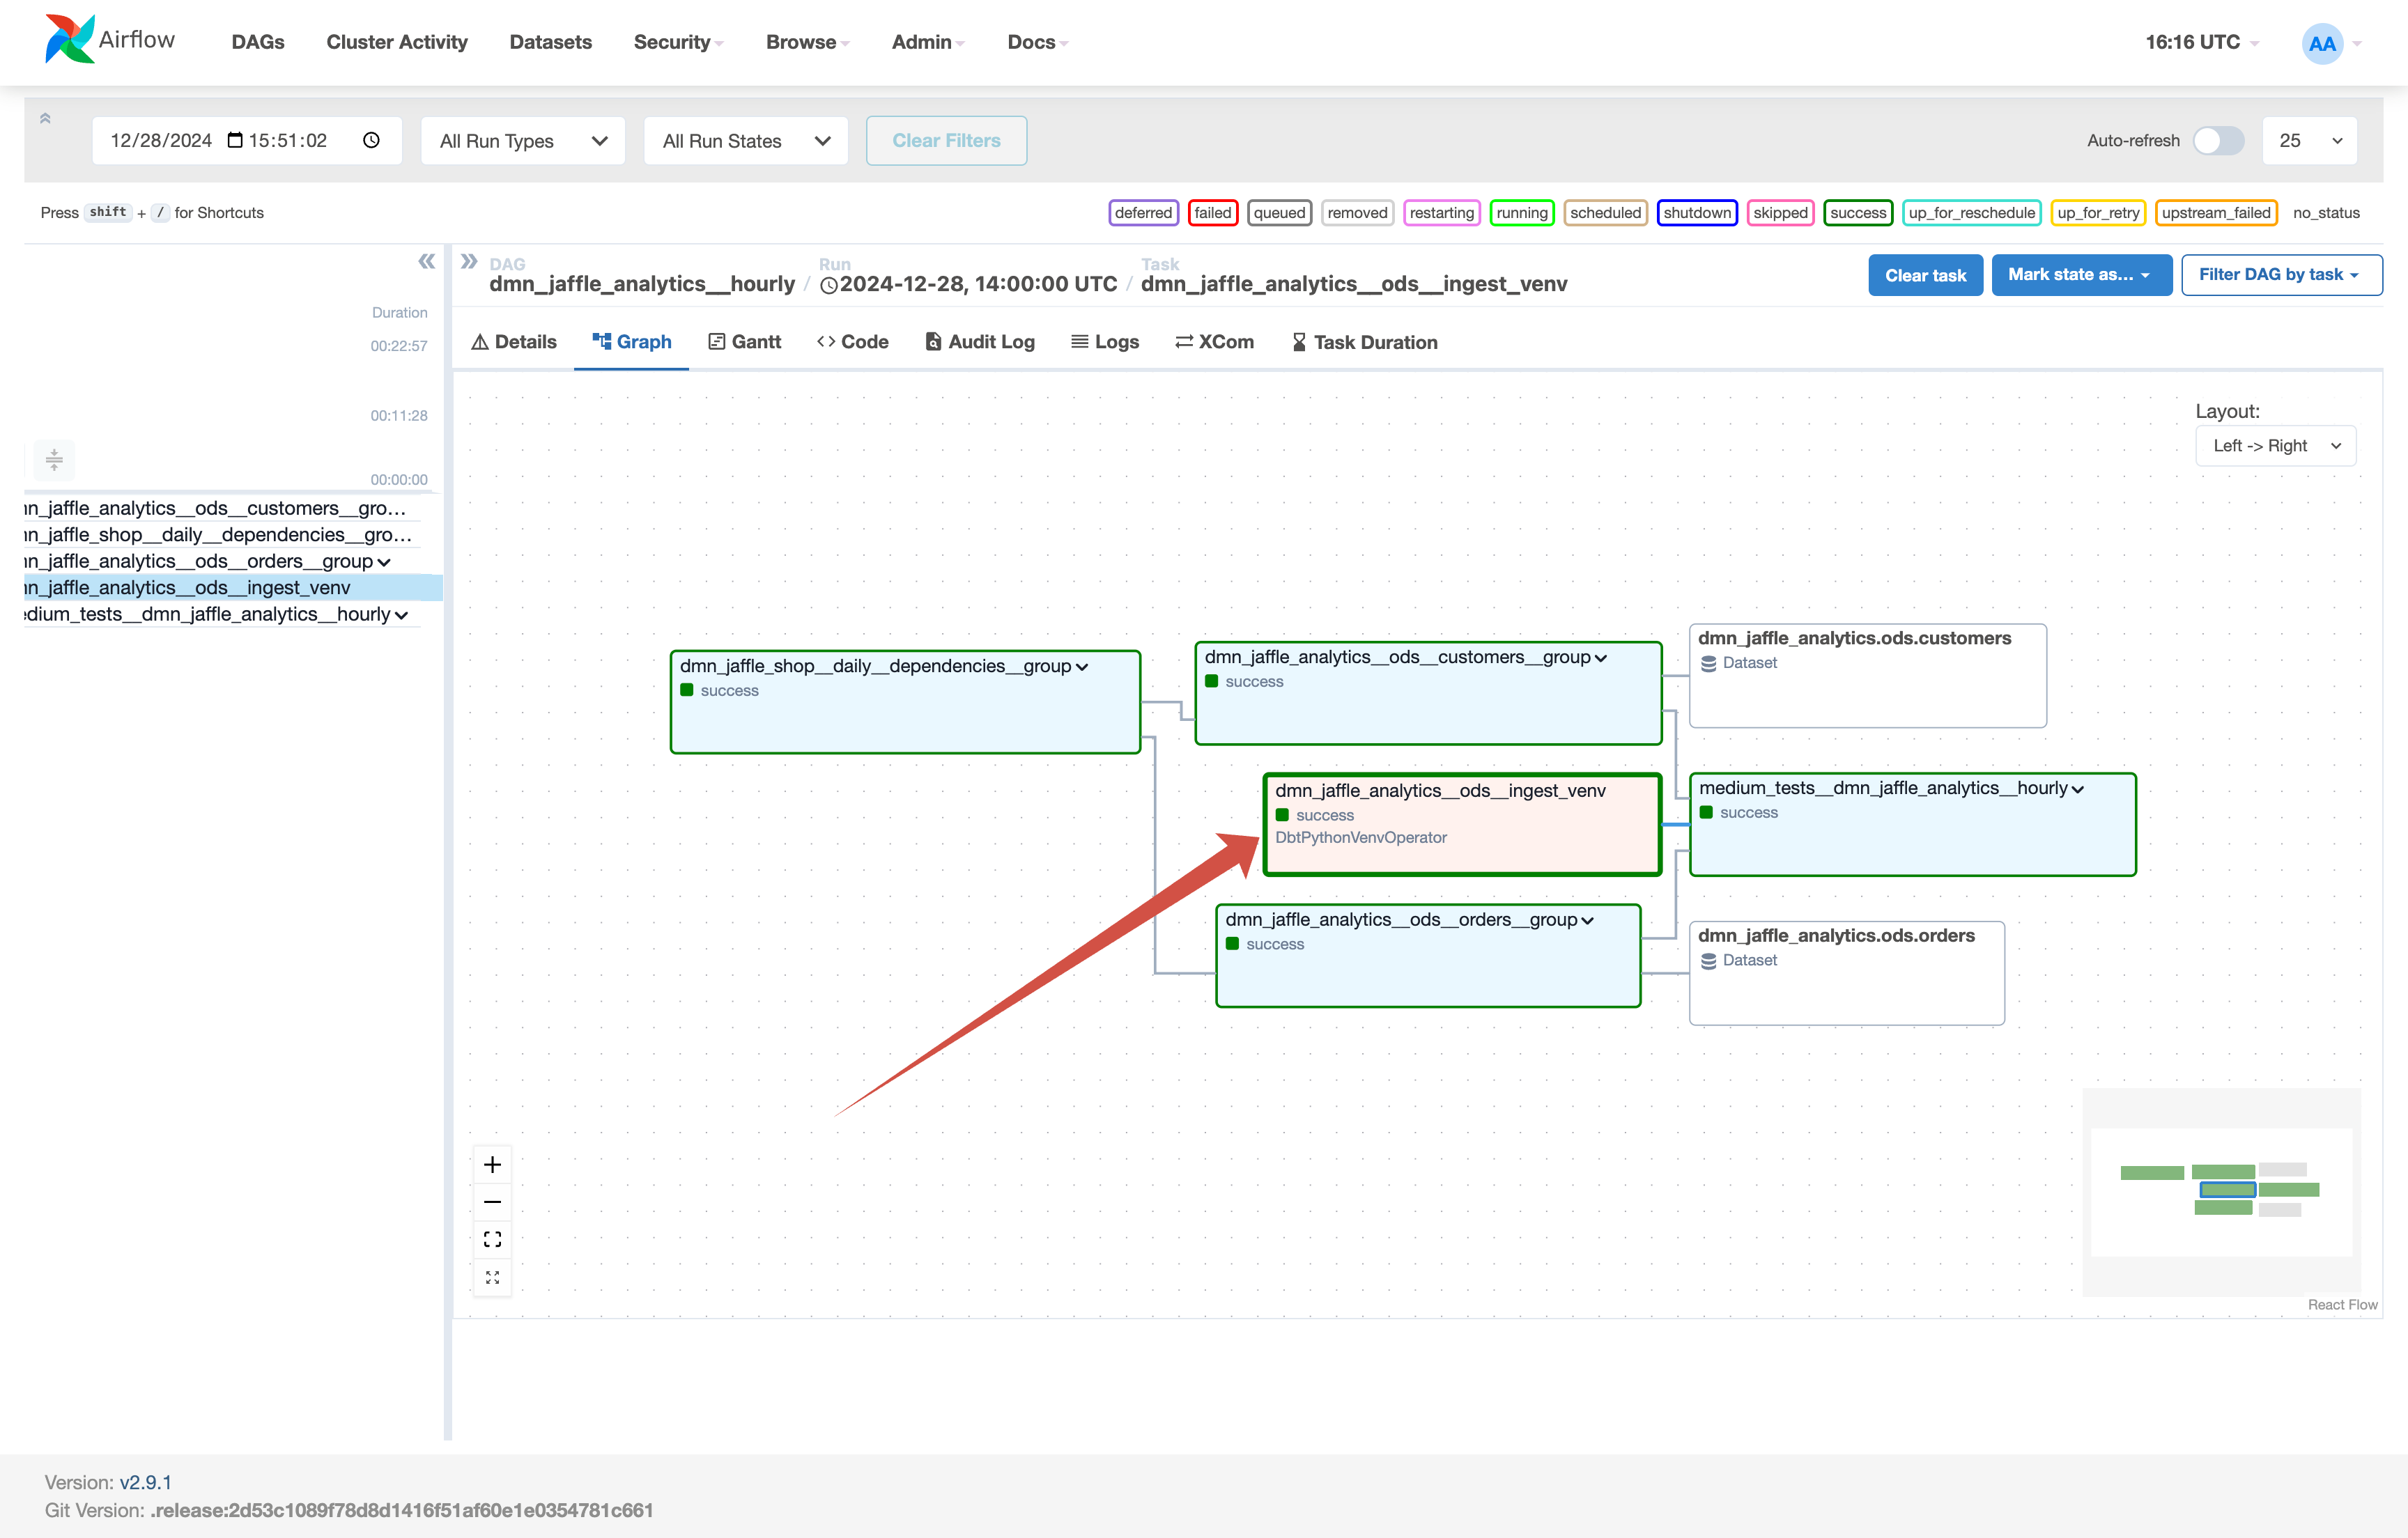 Airflow DAGs Cluster Activity Datasets Security Browse Admin Docs 16:16 UTC AA
12/28/2024 15:51:02 All Run Types All Run States Clear Filters Auto-refresh 25
Press shift + / for Shortcuts deferred failed queued removed restarting running scheduled shutdown skipped success up_for_reschedule up_for_retry upstream_failed no_status
DAG Run Task
dmn_jaffle_analytics__hourly / 2024-12-28, 14:00:00 UTC / dmn_jaffle_analytics__ods__ingest_venv
Clear task Mark state as... Filter DAG by task
Duration
00:22:57
00:11:28
00:00:00
Details Graph Gantt Code Audit Log Logs XCom Task Duration
n_jaffle_analytics__ods__customers__gro...
n_jaffle_shop__daily__dependencies__gro...
n_jaffle_analytics__ods__orders__group
n_jaffle_analytics__ods__ingest_venv
edium_tests__dmn_jaffle_analytics__hourly
Layout:
Left -> Right
dmn_jaffle_shop__daily__dependencies__group
success
dmn_jaffle_analytics__ods__customers__group
success
dmn_jaffle_analytics.ods.customers
Dataset
dmn_jaffle_analytics__ods__ingest_venv
success
DbtPythonVenvOperator
medium_tests__dmn_jaffle_analytics__hourly
success
dmn_jaffle_analytics__ods__orders__group
success
dmn_jaffle_analytics.ods.orders
Dataset
React Flow
Version: v2.9.1
Git Version: .release:2d53c1089f78d8d1416f51af60e1e0354781c661